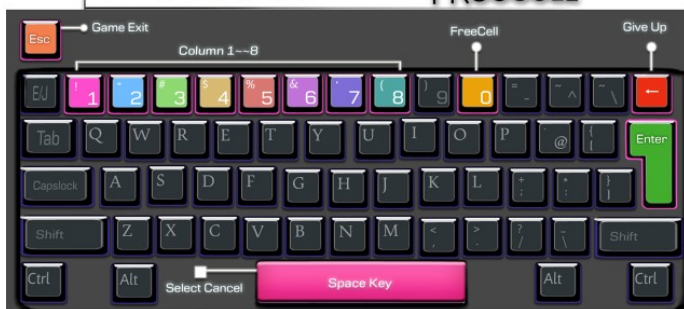 Game Exit
FreeCell
Give Up
Esc
Column 1~~8
E/J ! 1 " 2 # 3 $ 4 % 5 & 6 ' 7 ( 8 ) 9 0 = - ~ ^ ~ \ ←
Tab Q W R E T Y U I O P ` @ { [ Enter
Capslock A S D F G H J K L + ; * : } ]
Shift Z X C V B N M < , > . ? / _ \ Shift
Ctrl Alt Select Cancel Space Key Alt Ctrl